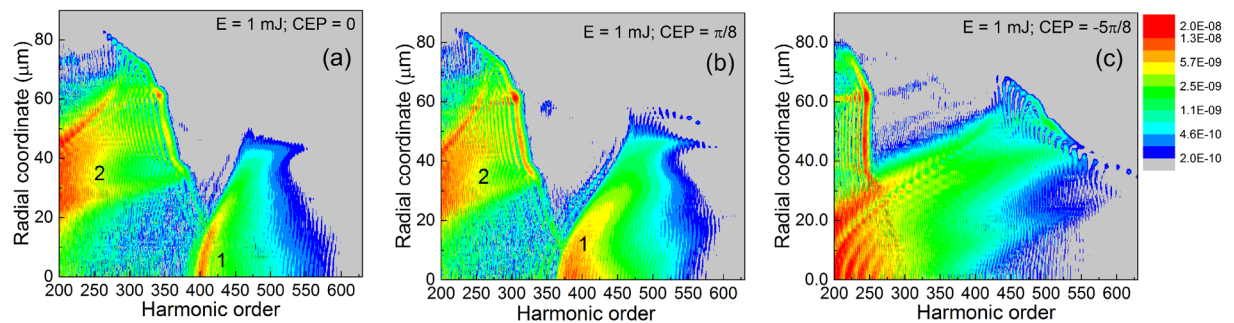 E = 1 mJ; CEP = 0
(a)
80
60
40
20
0
Radial coordinate (μm)
2
1
200 250 300 350 400 450 500 550 600
Harmonic order
E = 1 mJ; CEP = π/8
(b)
80
60
40
20
0
Radial coordinate (μm)
2
1
200 250 300 350 400 450 500 550 600
Harmonic order
E = 1 mJ; CEP = -5π/8
(c)
80.0
60.0
40.0
20.0
0.0
Radial coordinate (μm)
200 250 300 350 400 450 500 550 600
Harmonic order
2.0E-08
1.3E-08
5.7E-09
2.5E-09
1.1E-09
4.6E-10
2.0E-10